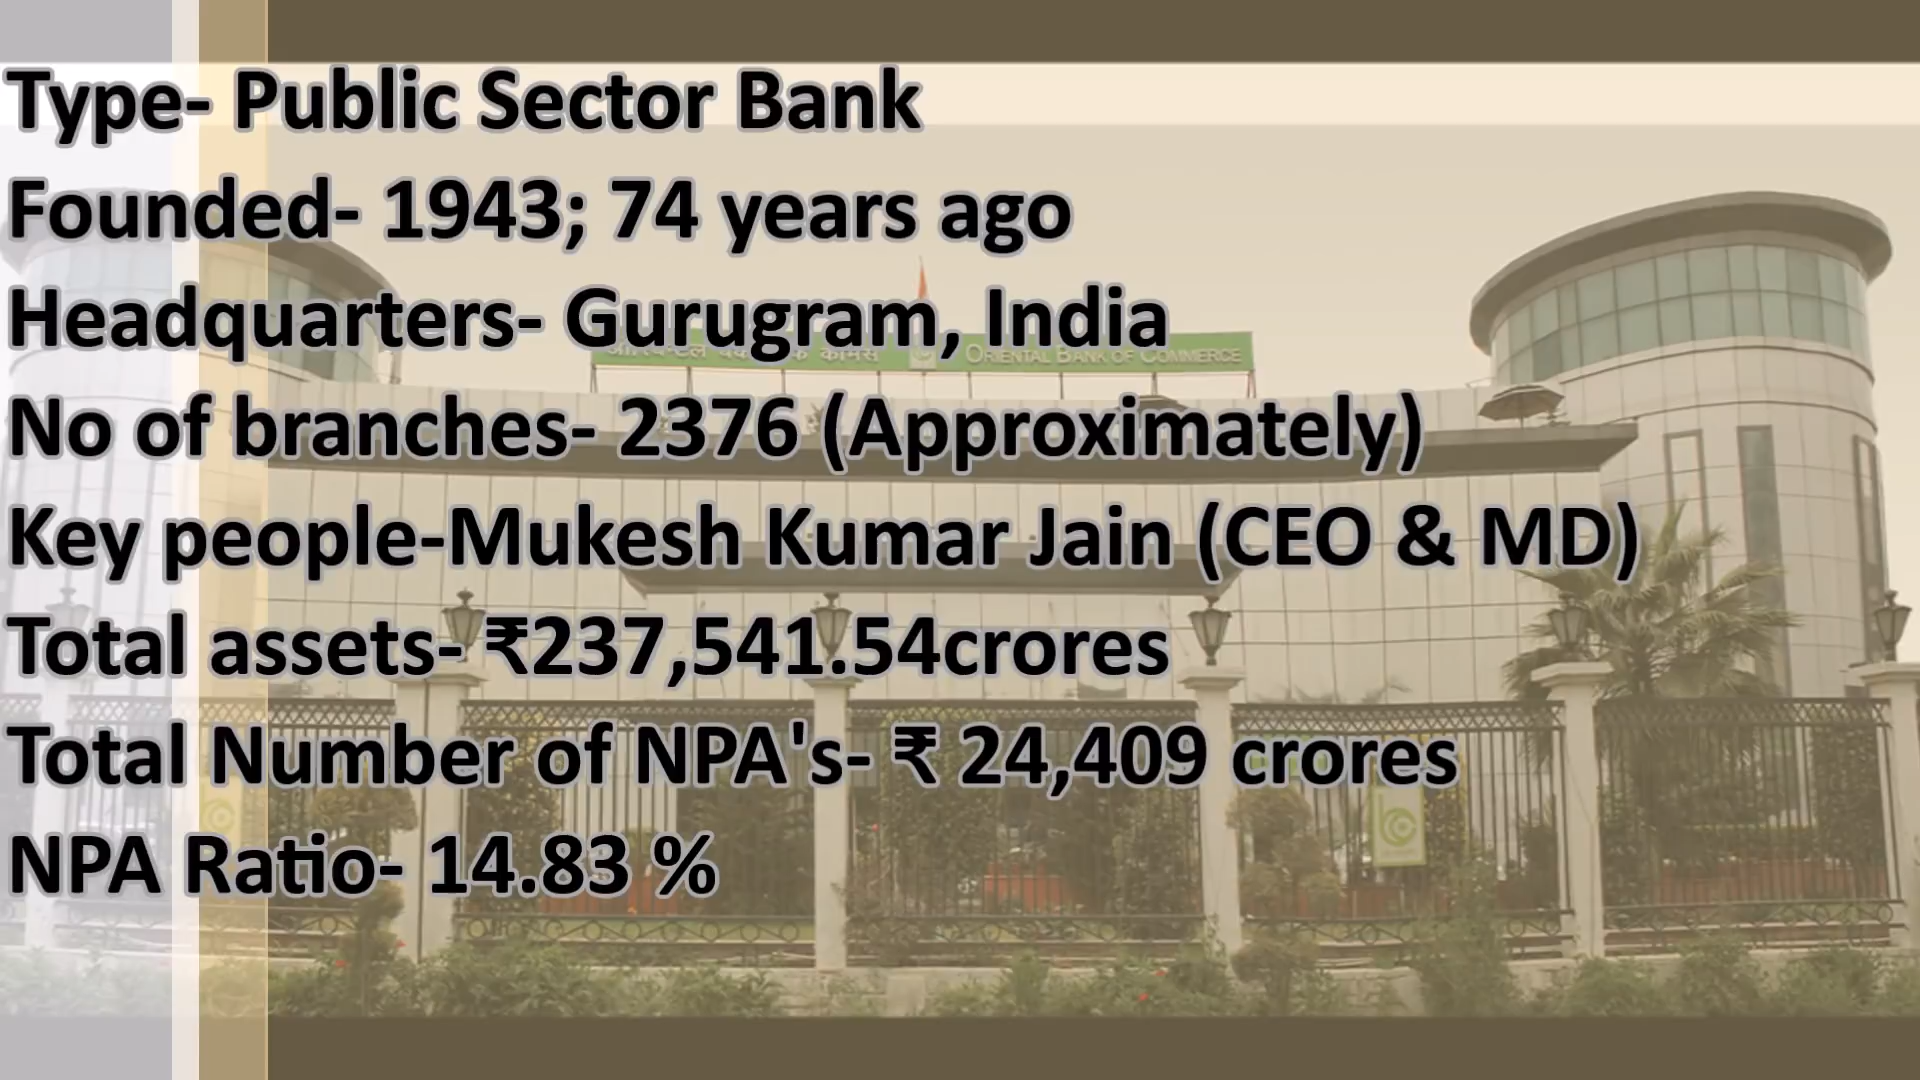 Type- Public Sector Bank
Founded- 1943; 74 years ago
Headquarters- Gurugram, India
ORIENTAL BANK OF COMMERCE
No of branches- 2376 (Approximately)
Key people-Mukesh Kumar Jain (CEO & MD)
Total assets- ₹237,541.54crores
Total Number of NPA's- ₹ 24,409 crores
NPA Ratio- 14.83 %